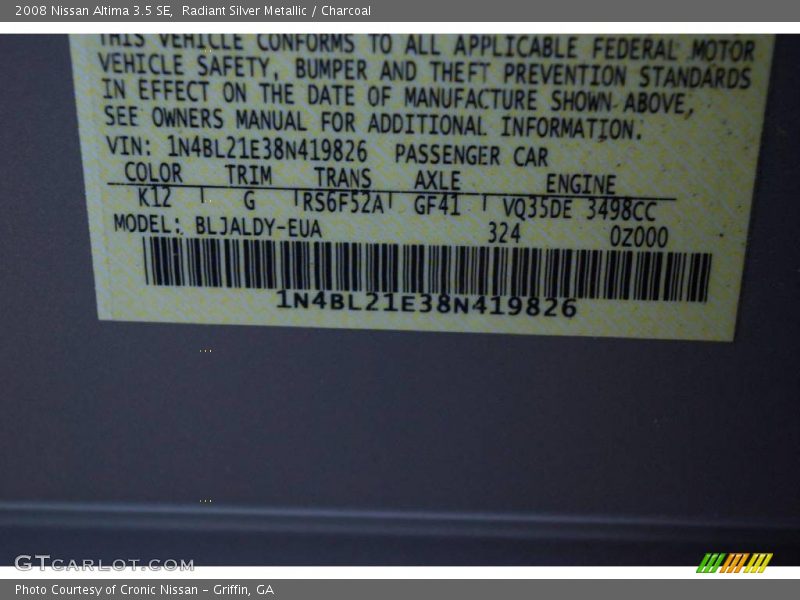 2008 Nissan Altima 3.5 SE, Radiant Silver Metallic / Charcoal
THIS VEHICLE CONFORMS TO ALL APPLICABLE FEDERAL MOTOR
VEHICLE SAFETY, BUMPER AND THEFT PREVENTION STANDARDS
IN EFFECT ON THE DATE OF MANUFACTURE SHOWN ABOVE,
SEE OWNERS MANUAL FOR ADDITIONAL INFORMATION.
VIN: 1N4BL21E38N419826 PASSENGER CAR
COLOR TRIM TRANS AXLE ENGINE
K12 G RS6F52A GF41 VQ35DE 3498CC
MODEL: BLJALDY-EUA 324 0Z000
1N4BL21E38N419826
GTCARLOT.COM
Photo Courtesy of Cronic Nissan - Griffin, GA